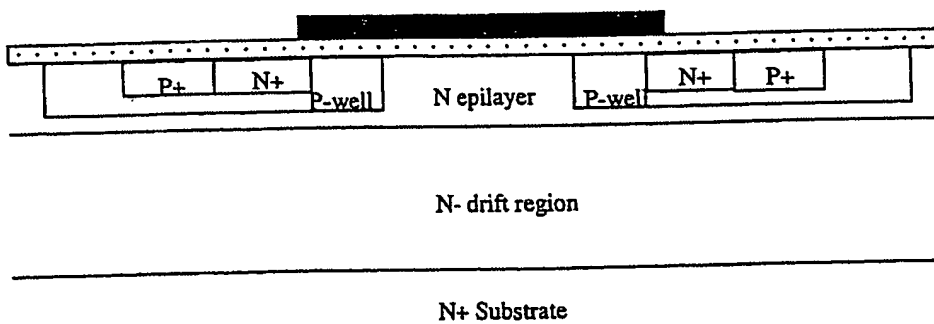 P+ N+ P-well N epilayer P-well N+ P+
N- drift region
N+ Substrate